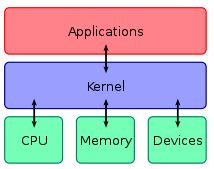 Applications
Kernel
CPU Memory Devices